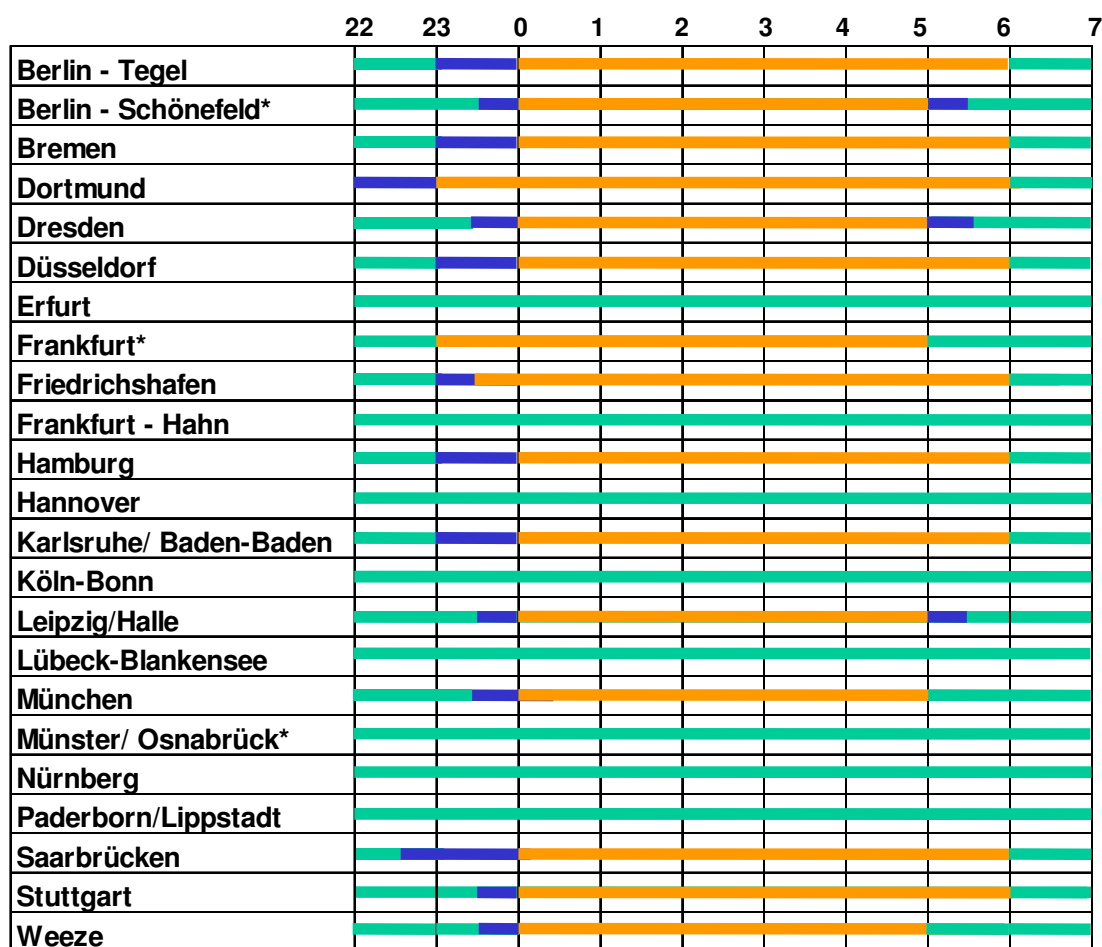 22 23 0 1 2 3 4 5 6 7
Berlin - Tegel
Berlin - Schönefeld*
Bremen
Dortmund
Dresden
Düsseldorf
Erfurt
Frankfurt*
Friedrichshafen
Frankfurt - Hahn
Hamburg
Hannover
Karlsruhe/ Baden-Baden
Köln-Bonn
Leipzig/Halle
Lübeck-Blankensee
München
Münster/ Osnabrück*
Nürnberg
Paderborn/Lippstadt
Saarbrücken
Stuttgart
Weeze